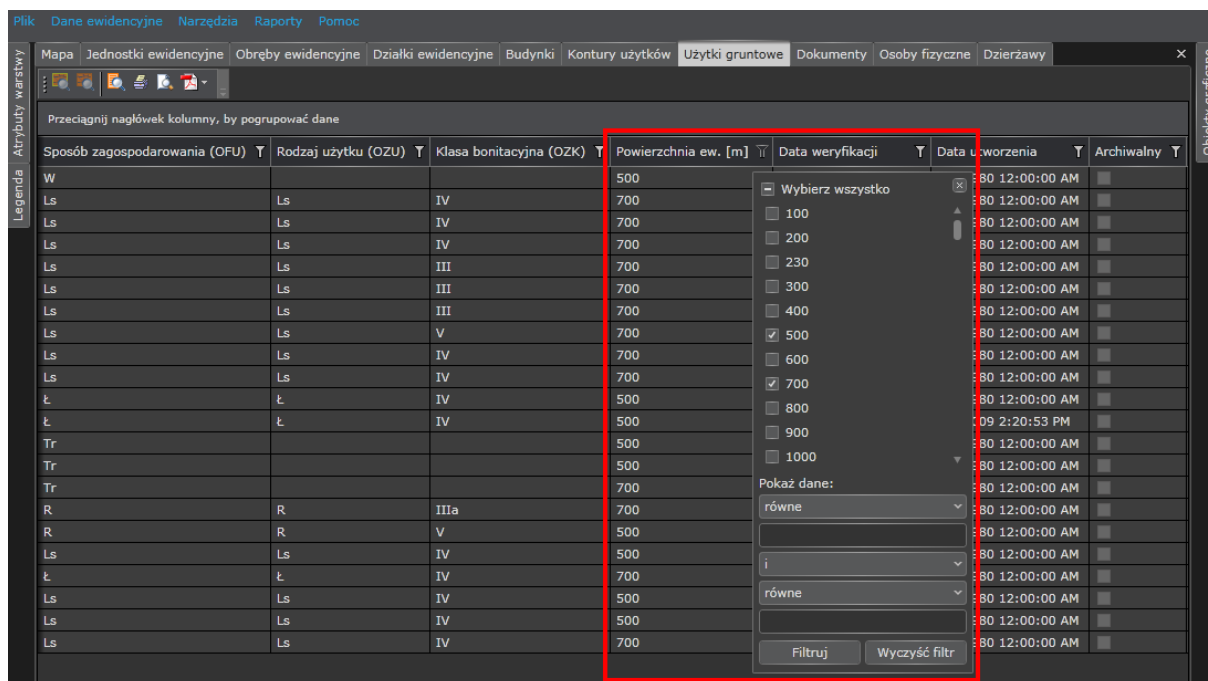 Plik Dane ewidencyjne Narzędzia Raporty Pomoc
Mapa Jednostki ewidencyjne Obręby ewidencyjne Działki ewidencyjne Budynki Kontury użytków Użytki gruntowe Dokumenty Osoby fizyczne Dzierżawy
Atrybuty warstwy
Legenda
Przeciągnij nagłówek kolumny, by pogrupować dane
Sposób zagospodarowania (OFU) Rodzaj użytku (OZU) Klasa bonitacyjna (OZK) Powierzchnia ew. [m] Data weryfikacji Data utworzenia Archiwalny
W 500 80 12:00:00 AM
Ls Ls IV 700 80 12:00:00 AM
Ls Ls IV 700 80 12:00:00 AM
Ls Ls IV 700 80 12:00:00 AM
Ls Ls III 700 80 12:00:00 AM
Ls Ls III 700 80 12:00:00 AM
Ls Ls III 700 80 12:00:00 AM
Ls Ls V 700 80 12:00:00 AM
Ls Ls IV 700 80 12:00:00 AM
Ls Ls IV 700 80 12:00:00 AM
Ł Ł IV 500 80 12:00:00 AM
Ł Ł IV 500 09 2:20:53 PM
Tr 500 80 12:00:00 AM
Tr 500 80 12:00:00 AM
Tr 700 80 12:00:00 AM
R R IIIa 700 80 12:00:00 AM
R R V 500 80 12:00:00 AM
Ls Ls IV 500 80 12:00:00 AM
Ł Ł IV 700 80 12:00:00 AM
Ls Ls IV 500 80 12:00:00 AM
Ls Ls IV 500 80 12:00:00 AM
Ls Ls IV 700 80 12:00:00 AM
Wybierz wszystko
100
200
230
300
400
500
600
700
800
900
1000
Pokaż dane:
równe
i
równe
Filtruj Wyczyść filtr